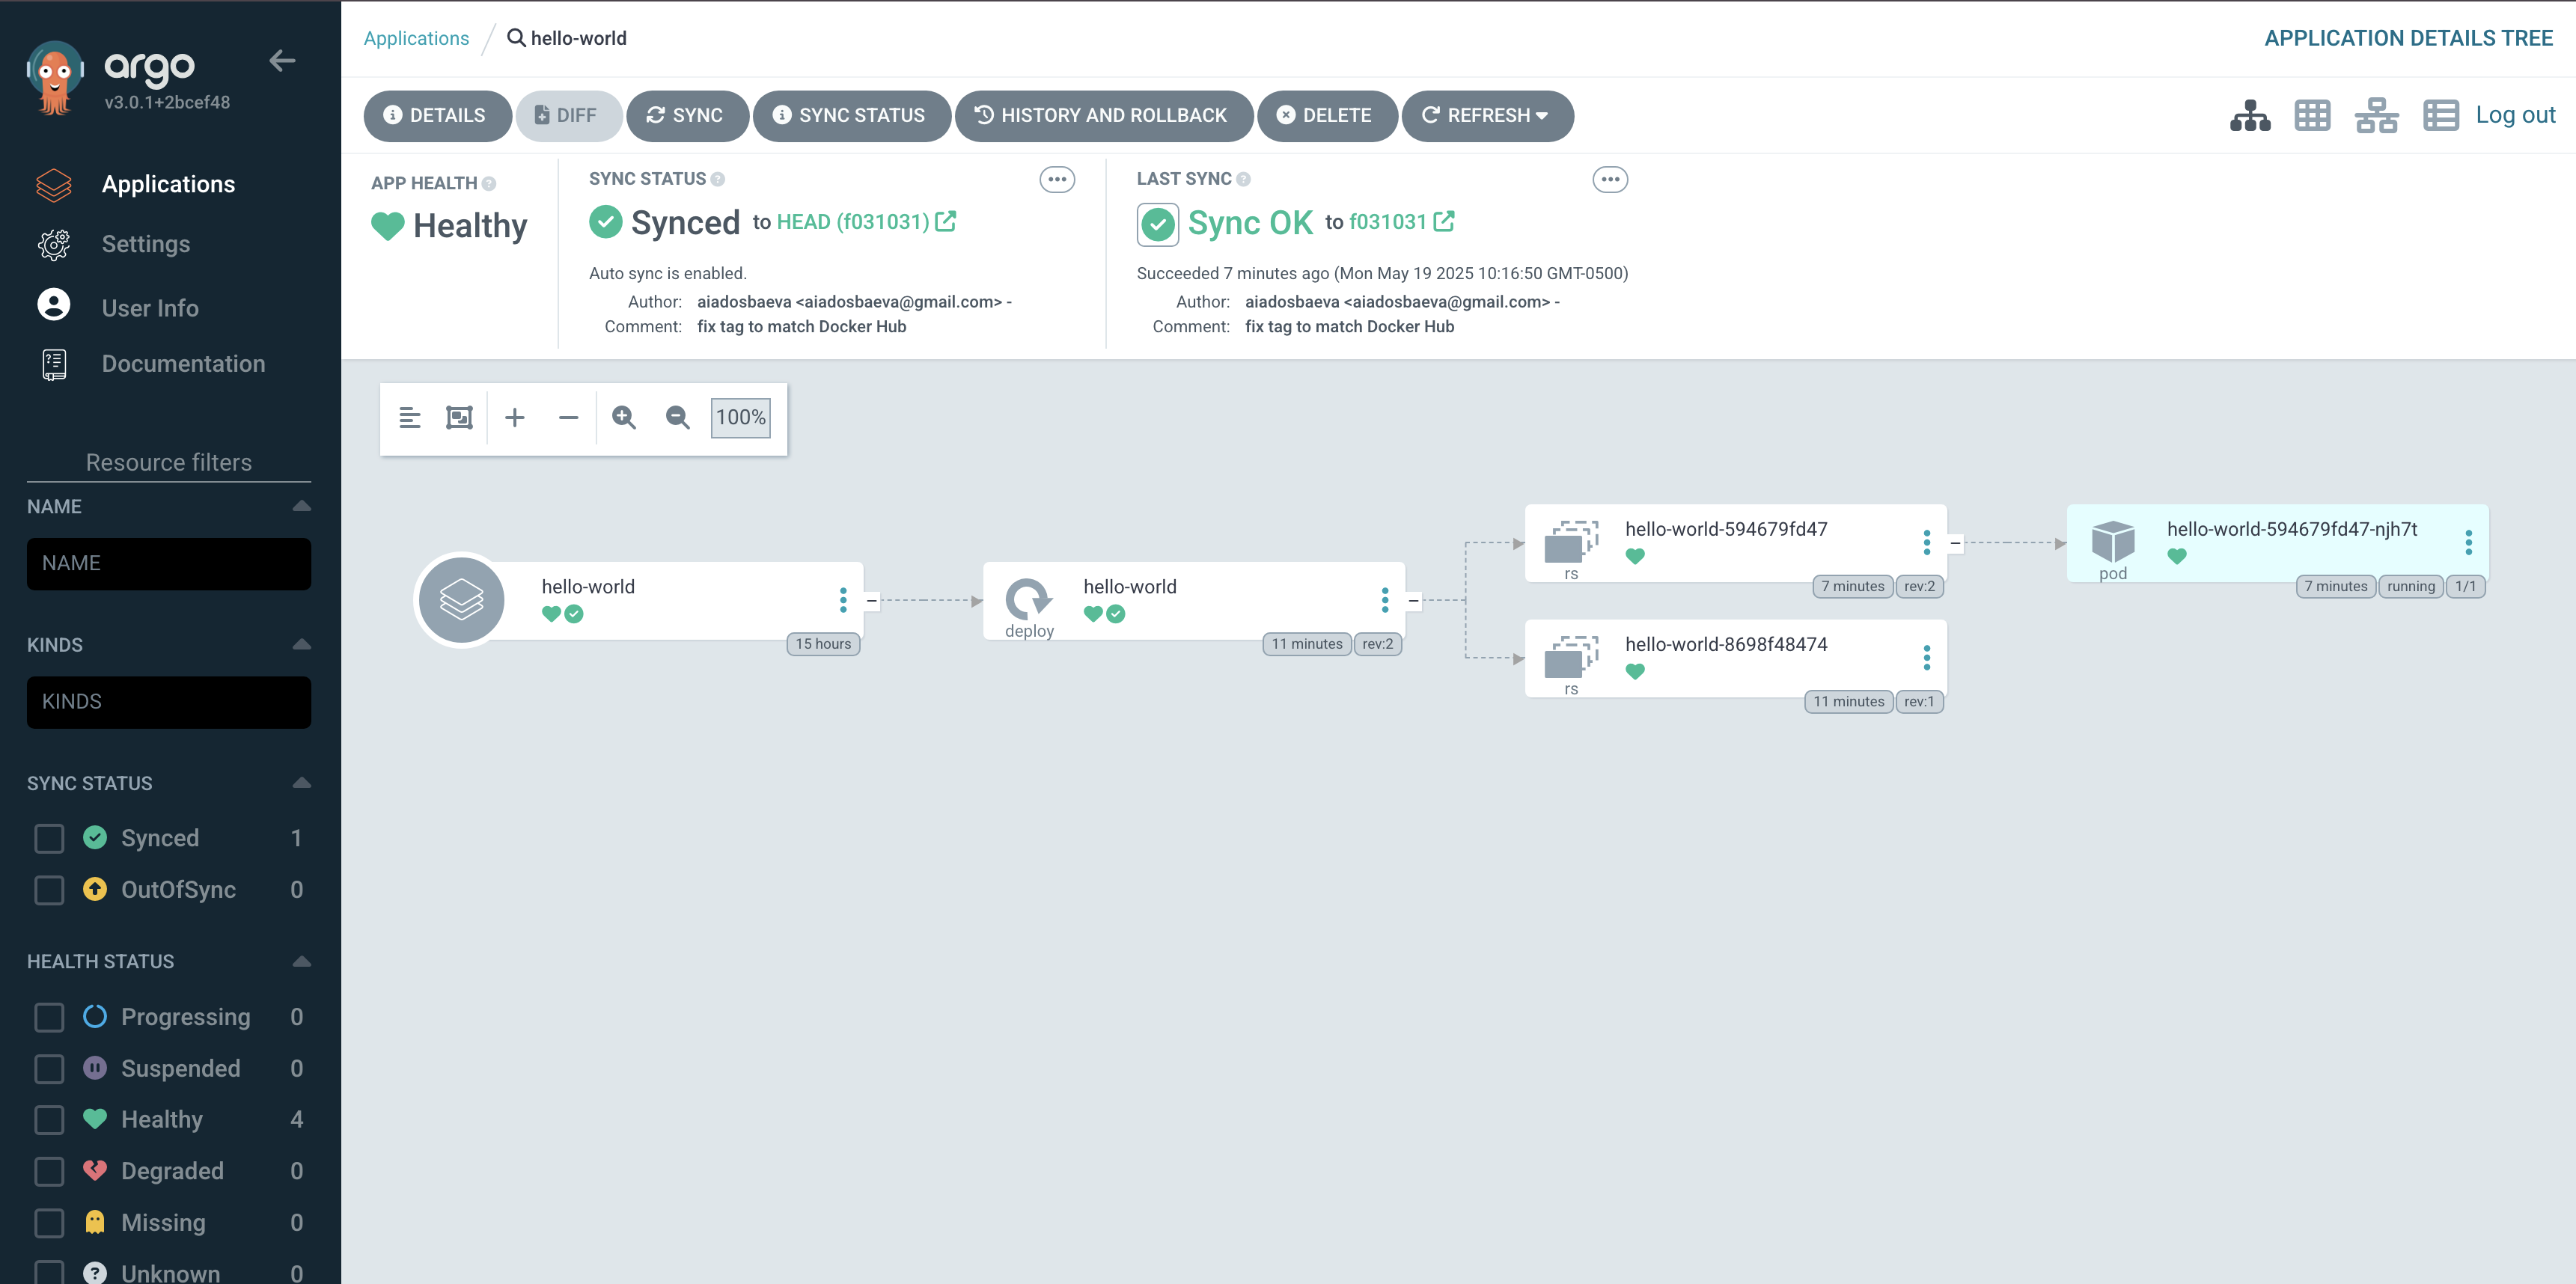 argo
v3.0.1+2bcef48
Applications
Settings
User Info
Documentation
Resource filters
NAME
NAME
KINDS
KINDS
SYNC STATUS
Synced 1
OutOfSync 0
HEALTH STATUS
Progressing 0
Suspended 0
Healthy 4
Degraded 0
Missing 0
Unknown 0
Applications / hello-world
APPLICATION DETAILS TREE
DETAILS DIFF SYNC SYNC STATUS HISTORY AND ROLLBACK DELETE REFRESH
Log out
APP HEALTH
Healthy
SYNC STATUS
Synced to HEAD (f031031)
Auto sync is enabled.
Author: aiadosbaeva <aiadosbaeva@gmail.com> -
Comment: fix tag to match Docker Hub
LAST SYNC
Sync OK to f031031
Succeeded 7 minutes ago (Mon May 19 2025 10:16:50 GMT-0500)
Author: aiadosbaeva <aiadosbaeva@gmail.com> -
Comment: fix tag to match Docker Hub
100%
hello-world
15 hours
hello-world
deploy
11 minutes rev:2
hello-world-594679fd47
rs
7 minutes rev:2
hello-world-8698f48474
rs
11 minutes rev:1
hello-world-594679fd47-njh7t
pod
7 minutes running 1/1